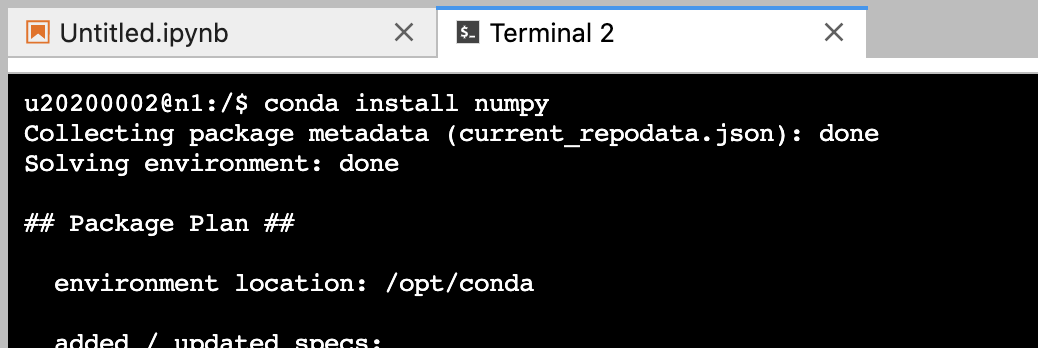 Untitled.ipynb
$_ Terminal 2
u20200002@n1:/$ conda install numpy
Collecting package metadata (current_repodata.json): done
Solving environment: done
## Package Plan ##
environment location: /opt/conda
added / updated specs: